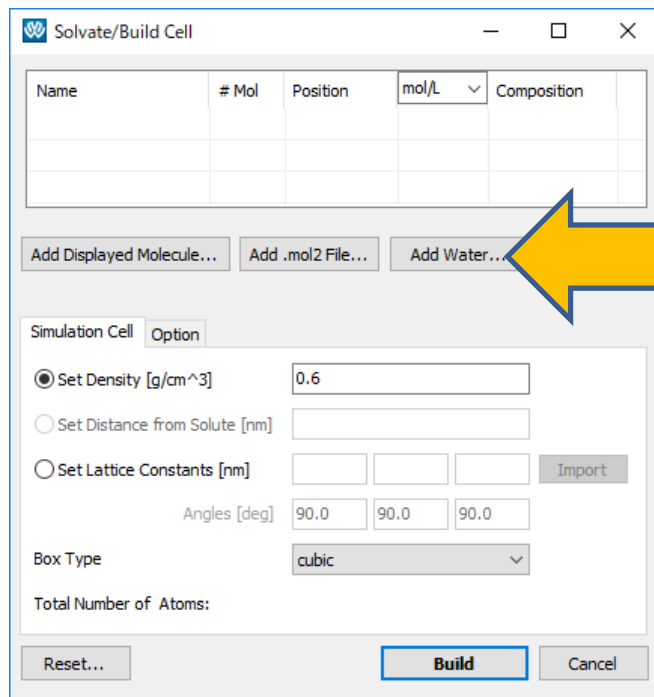 Solvate/Build Cell
Name # Mol Position mol/L Composition
Add Displayed Molecule... Add .mol2 File... Add Water...
Simulation Cell Option
Set Density [g/cm^3] 0.6
Set Distance from Solute [nm]
Set Lattice Constants [nm] Import
Angles [deg] 90.0 90.0 90.0
Box Type cubic
Total Number of Atoms:
Reset... Build Cancel